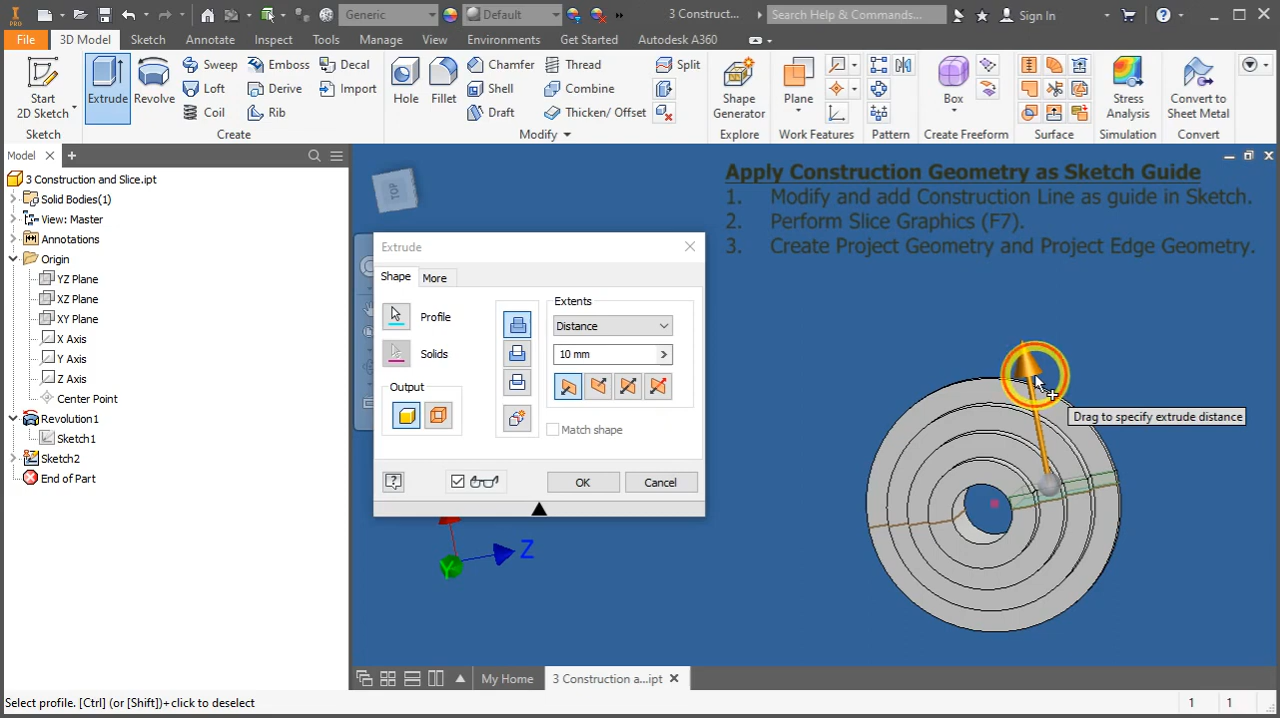 PRO
Generic
Default
3 Construct...
Search Help & Commands...
Sign In
File
3D Model
Sketch
Annotate
Inspect
Tools
Manage
View
Environments
Get Started
Autodesk A360
Start
2D Sketch
Extrude
Revolve
Sweep
Loft
Coil
Emboss
Derive
Rib
Decal
Import
Hole
Fillet
Chamfer
Shell
Draft
Thread
Combine
Thicken/ Offset
Split
Shape
Generator
Plane
Box
Stress
Analysis
Convert to
Sheet Metal
Sketch
Create
Modify
Explore
Work Features
Pattern
Create Freeform
Surface
Simulation
Convert
Model
3 Construction and Slice.ipt
Solid Bodies(1)
View: Master
Annotations
Origin
YZ Plane
XZ Plane
XY Plane
X Axis
Y Axis
Z Axis
Center Point
Revolution1
Sketch1
Sketch2
End of Part
TOP
Apply Construction Geometry as Sketch Guide
1. Modify and add Construction Line as guide in Sketch.
2. Perform Slice Graphics (F7).
3. Create Project Geometry and Project Edge Geometry.
Extrude
Shape
More
Profile
Solids
Output
Extents
Distance
10 mm
Match shape
OK
Cancel
Drag to specify extrude distance
Z
Y
My Home
3 Construction a...ipt
Select profile. [Ctrl] (or [Shift])+click to deselect
1
1